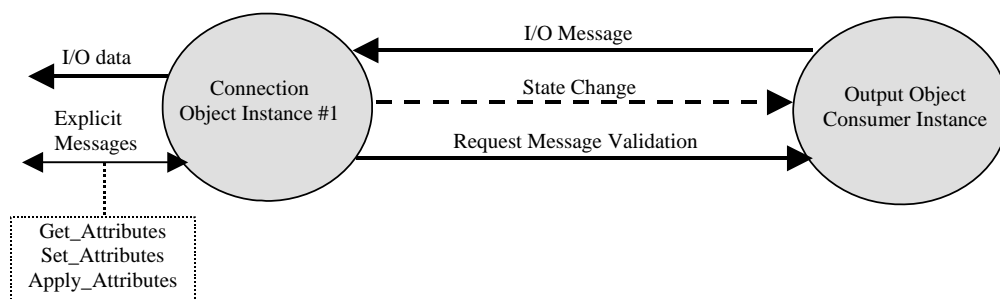 I/O Message
I/O data
Connection
Object Instance #1
State Change
Output Object
Consumer Instance
Explicit
Messages
Request Message Validation
Get_Attributes
Set_Attributes
Apply_Attributes